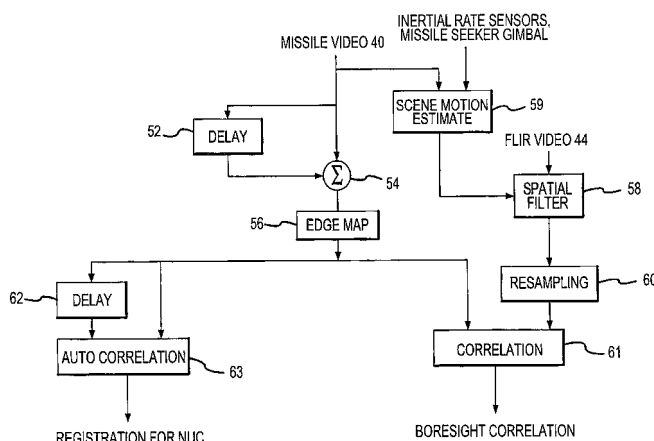 INERTIAL RATE SENSORS,
MISSILE SEEKER GIMBAL
MISSILE VIDEO 40
SCENE MOTION
ESTIMATE
59
52
DELAY
FLIR VIDEO 44
Σ
54
SPATIAL
FILTER
58
56
EDGE MAP
62
DELAY
RESAMPLING
60
AUTO CORRELATION
63
CORRELATION
61
REGISTRATION FOR NUC
BORESIGHT CORRELATION